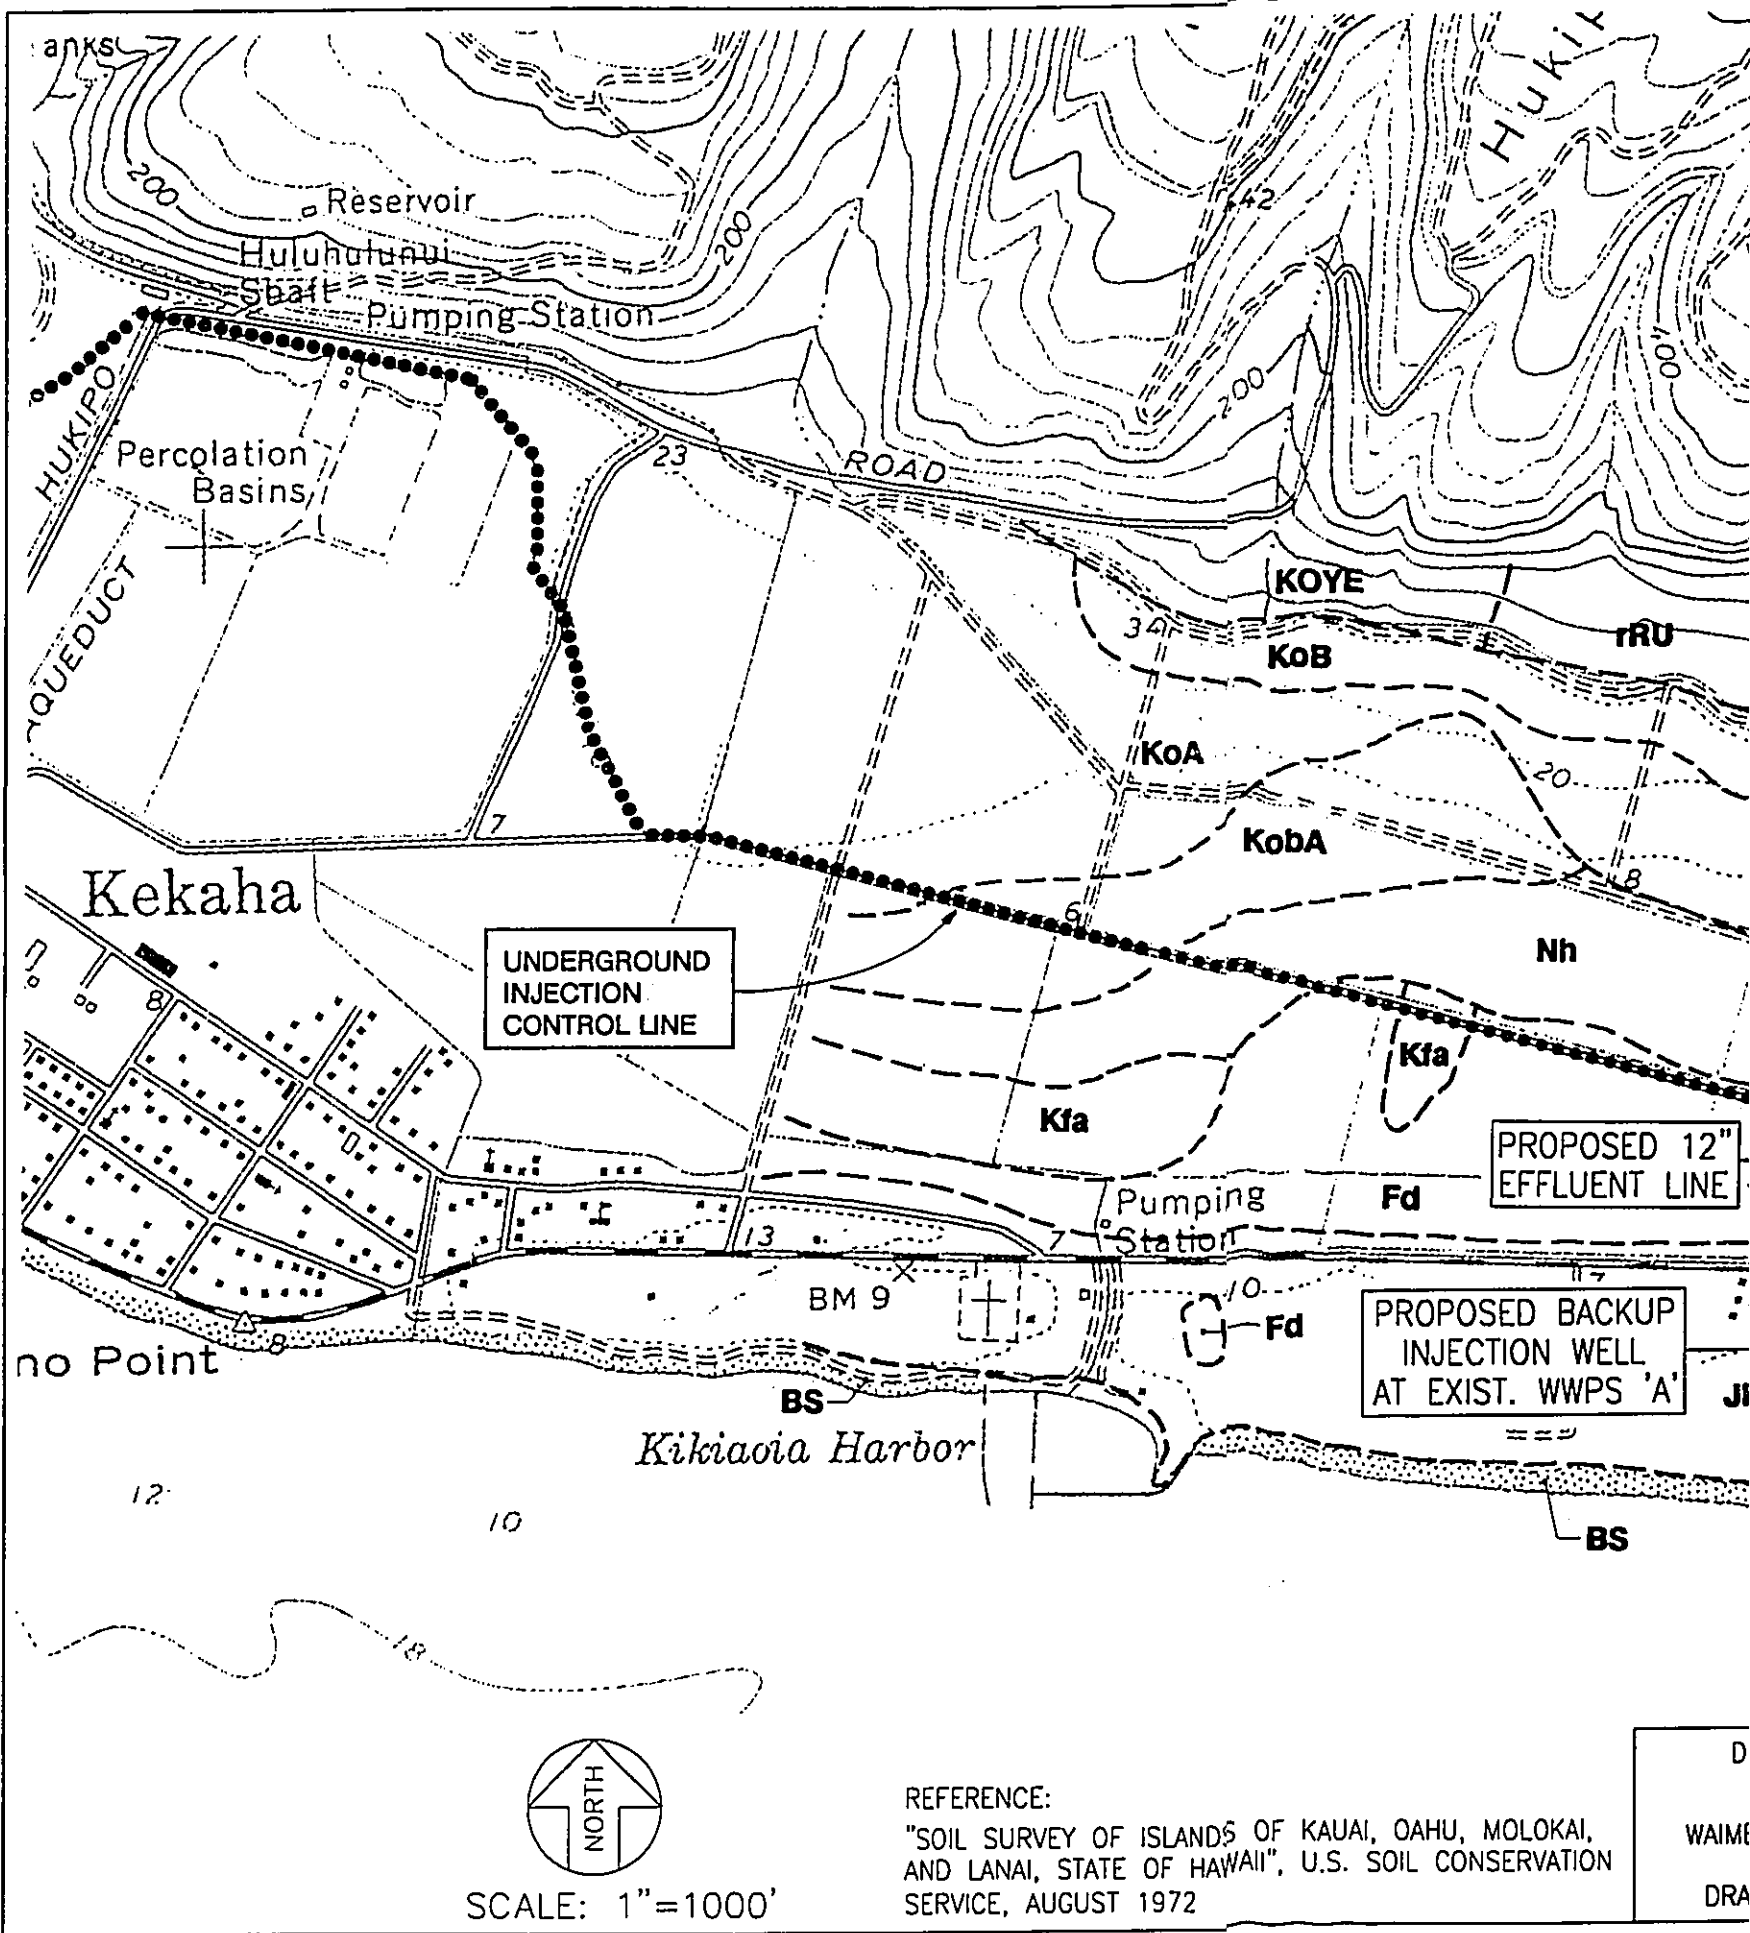 anks
Hukip
200
Reservoir
42
Huluhulunui
Shaft
200
Pumping Station
200
400
HUKIPO
Percolation
Basins
23
ROAD
AQUEDUCT
KOYE
34
KoB
rRU
KoA
20
7
KobA
8
Kekaha
6
Nh
UNDERGROUND
INJECTION
CONTROL LINE
8
Kfa
Kfa
PROPOSED 12"
EFFLUENT LINE
Pumping
Station
Fd
13
7
BM 9
10
Fd
PROPOSED BACKUP
INJECTION WELL
AT EXIST. WWPS 'A'
8
no Point
BS
Kikiaoia Harbor
BS
12
10
18
NORTH
SCALE: 1"=1000'
REFERENCE:
"SOIL SURVEY OF ISLANDS OF KAUAI, OAHU, MOLOKAI,
AND LANAI, STATE OF HAWAII", U.S. SOIL CONSERVATION
SERVICE, AUGUST 1972
D
WAIME
DRA